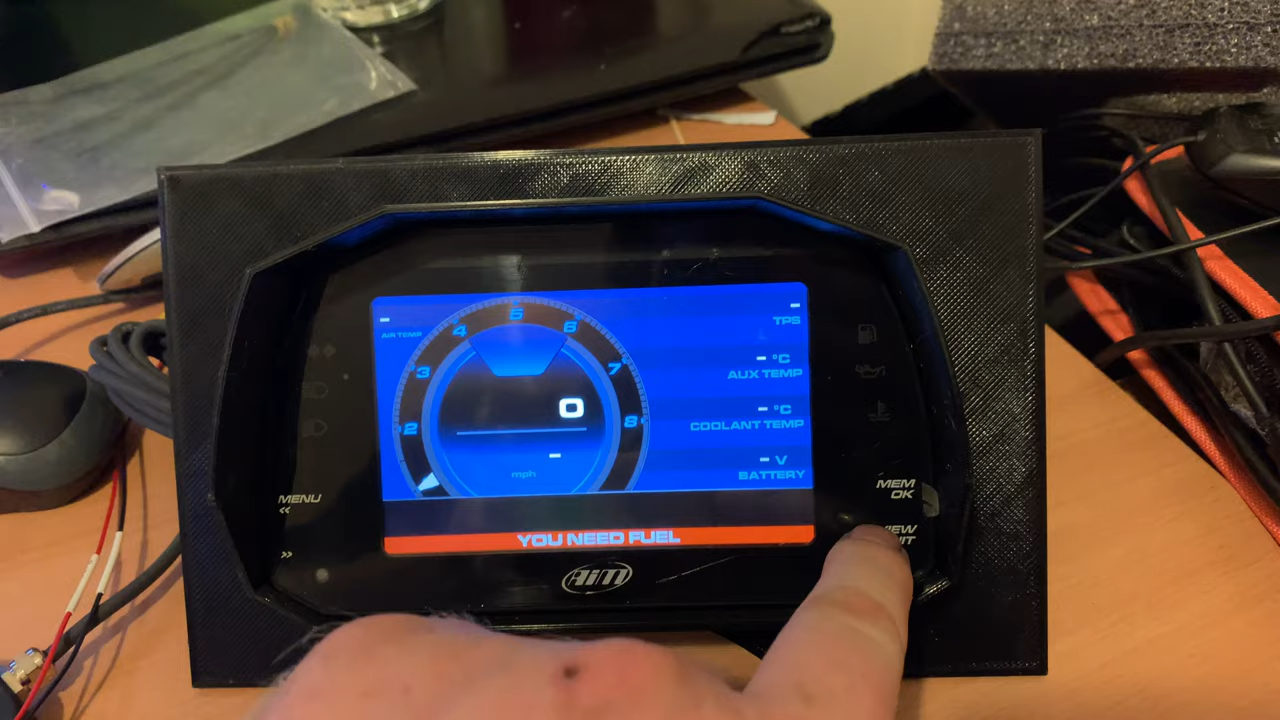 -
AIR TEMP
2
3
4
5
6
7
8
0
-
mph
-
TPS
- °C
AUX TEMP
- °C
COOLANT TEMP
- V
BATTERY
YOU NEED FUEL
MENU
<<
>>
MEM
OK
AiM